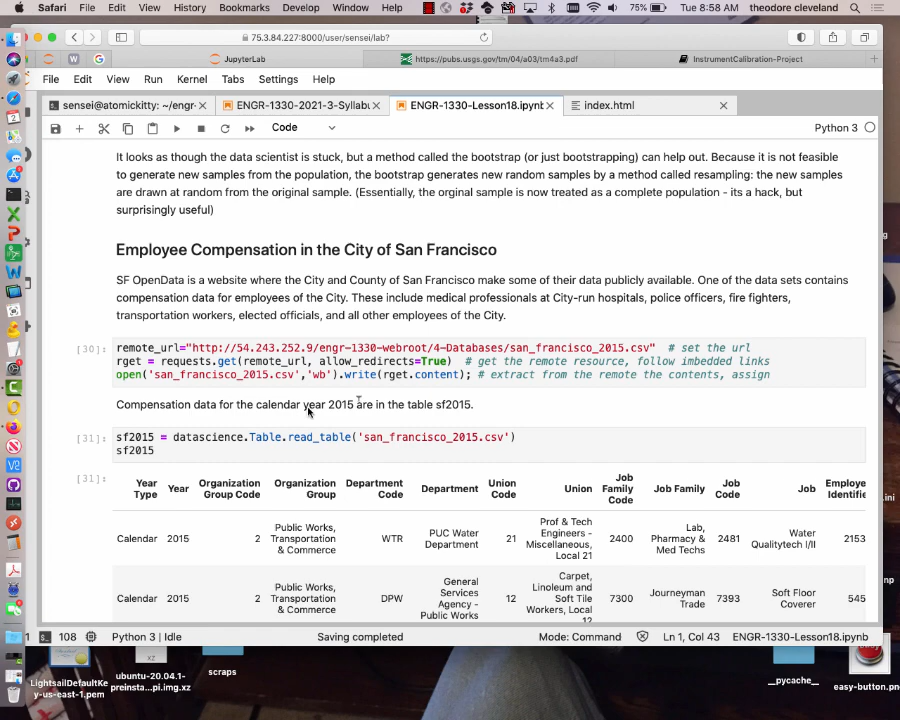 Safari File Edit View History Bookmarks Develop Window Help 75% Tue 8:58 AM theodore cleveland
75.3.84.227:8000/user/sensei/lab?
JupyterLab https://pubs.usgs.gov/tm/04/a03/tm4a3.pdf InstrumentCalibration-Project
File Edit View Run Kernel Tabs Settings Help
sensei@atomickitty: ~/engr- ENGR-1330-2021-3-Syllabu ENGR-1330-Lesson18.ipynb index.html
Code Python 3
It looks as though the data scientist is stuck, but a method called the bootstrap (or just bootstrapping) can help out. Because it is not feasible
to generate new samples from the population, the bootstrap generates new random samples by a method called resampling: the new samples
are drawn at random from the original sample. (Essentially, the orginal sample is now treated as a complete population - its a hack, but
surprisingly useful)
Employee Compensation in the City of San Francisco
SF OpenData is a website where the City and County of San Francisco make some of their data publicly available. One of the data sets contains
compensation data for employees of the City. These include medical professionals at City-run hospitals, police officers, fire fighters,
transportation workers, elected officials, and all other employees of the City.
[30]: remote_url="http://54.243.252.9/engr-1330-webroot/4-Databases/san_francisco_2015.csv" # set the url
rget = requests.get(remote_url, allow_redirects=True) # get the remote resource, follow imbedded links
open('san_francisco_2015.csv','wb').write(rget.content); # extract from the remote the contents, assign
Compensation data for the calendar year 2015 are in the table sf2015.
[31]: sf2015 = datascience.Table.read_table('san_francisco_2015.csv')
sf2015
[31]: Year Type Year Organization Group Code Organization Group Department Code Department Union Code Union Job Family Code Job Family Job Code Job Employe Identifie
Calendar 2015 2 Public Works, Transportation & Commerce WTR PUC Water Department 21 Prof & Tech Engineers - Miscellaneous, Local 21 2400 Lab, Pharmacy & Med Techs 2481 Water Qualitytech I/II 2153
Calendar 2015 2 Public Works, Transportation & Commerce DPW General Services Agency - Public Works 12 Carpet, Linoleum and Soft Tile Workers, Local 12 7300 Journeyman Trade 7393 Soft Floor Coverer 545
108 Python 3 | Idle Saving completed Mode: Command Ln 1, Col 43 ENGR-1330-Lesson18.ipynb
LightsailDefaultKe
y-us-east-1.pem
ubuntu-20.04.1-
preinsta...pi.img.xz
scraps
__pycache__
easy-button.pn